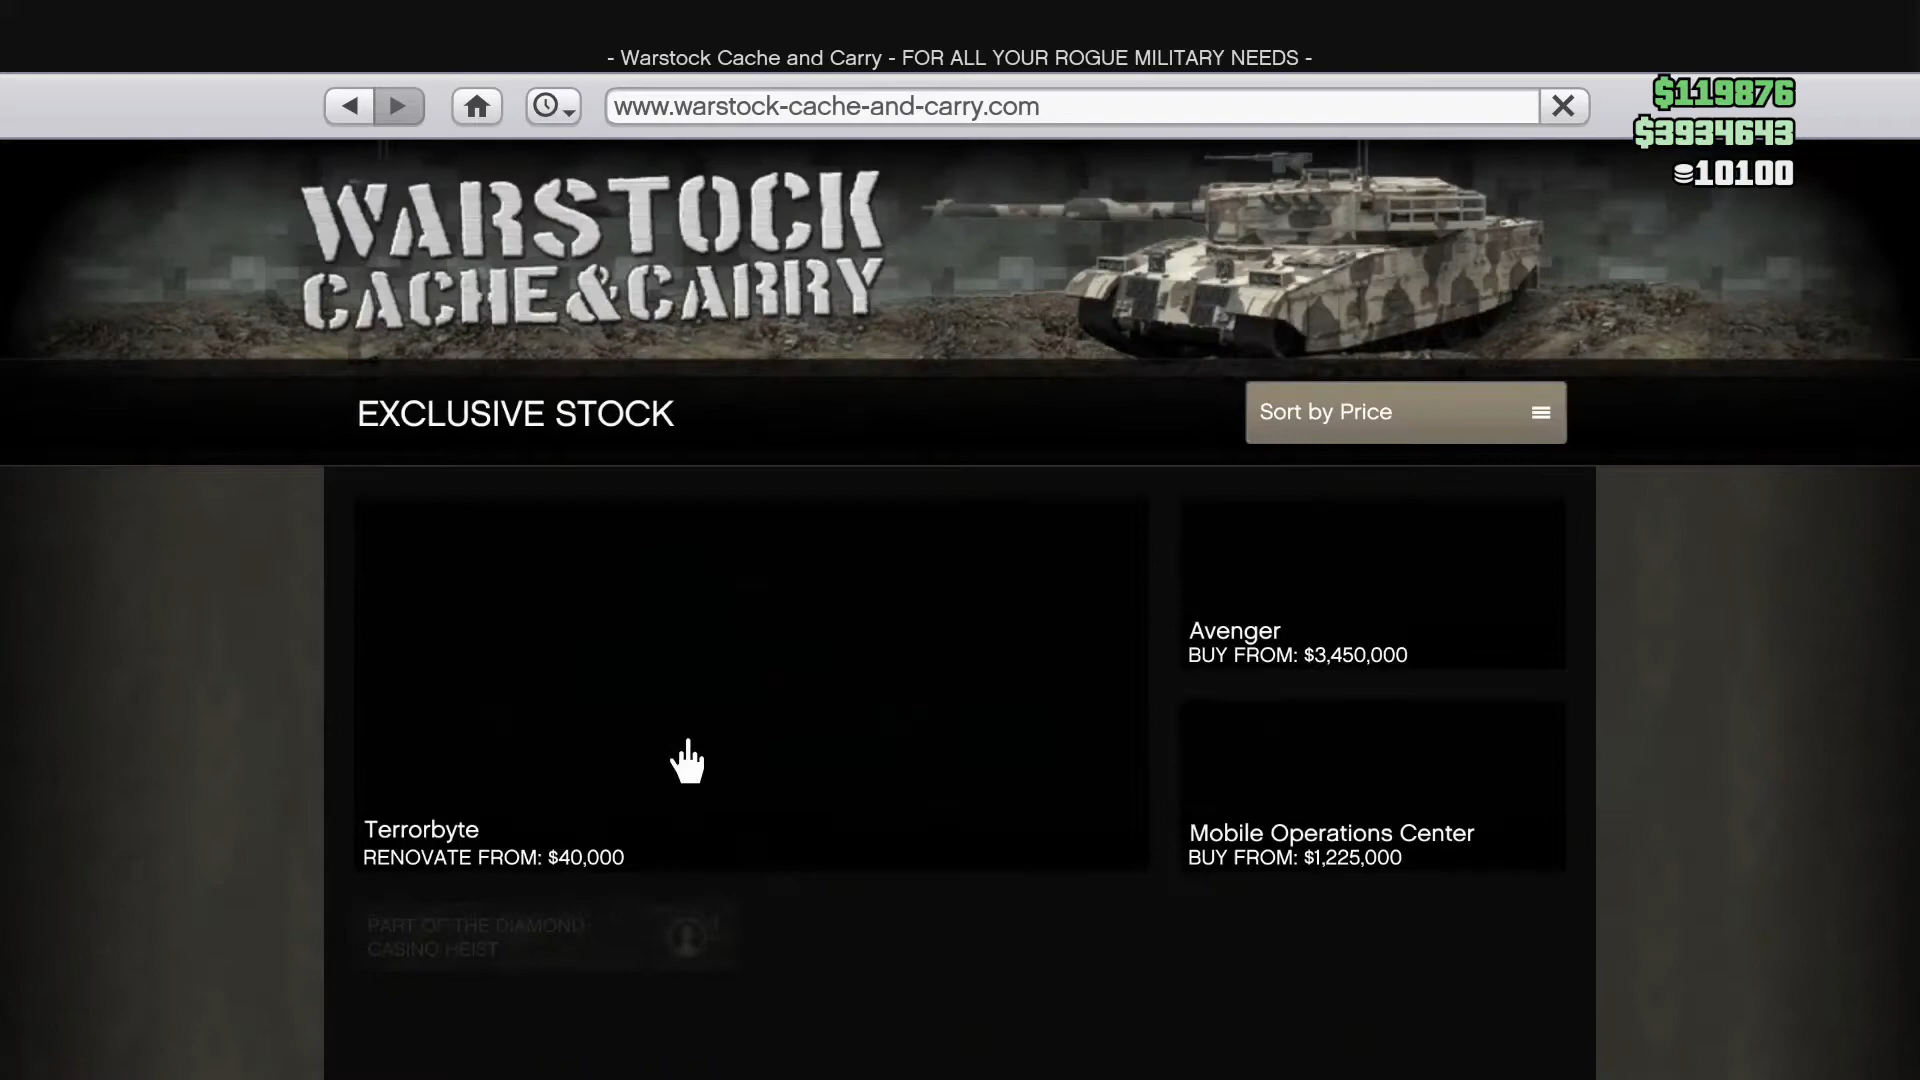 - Warstock Cache and Carry - FOR ALL YOUR ROGUE MILITARY NEEDS -
www.warstock-cache-and-carry.com
$119876
$3934643
10100
WARSTOCK
CACHE & CARRY
EXCLUSIVE STOCK
Sort by Price
Avenger
BUY FROM: $3,450,000
Terrorbyte
RENOVATE FROM: $40,000
Mobile Operations Center
BUY FROM: $1,225,000
PART OF THE DIAMOND
CASINO HEIST